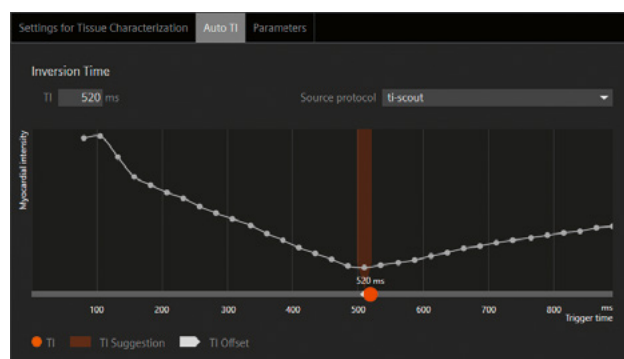 Settings for Tissue Characterization Auto TI Parameters
Inversion Time
TI 520 ms Source protocol ti-scout
Myocardial intensity
520 ms
100 200 300 400 500 600 700 800 ms
Trigger time
TI TI Suggestion TI Offset